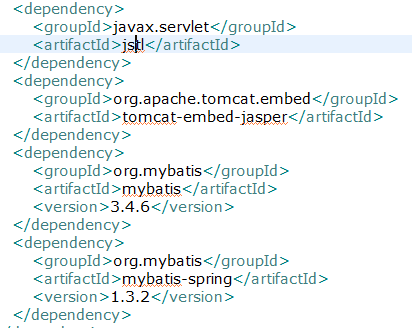 <dependency>
<groupId>javax.servlet</groupId>
<artifactId>jstl</artifactId>
</dependency>
<dependency>
<groupId>org.apache.tomcat.embed</groupId>
<artifactId>tomcat-embed-jasper</artifactId>
</dependency>
<dependency>
<groupId>org.mybatis</groupId>
<artifactId>mybatis</artifactId>
<version>3.4.6</version>
</dependency>
<dependency>
<groupId>org.mybatis</groupId>
<artifactId>mybatis-spring</artifactId>
<version>1.3.2</version>
</dependency>